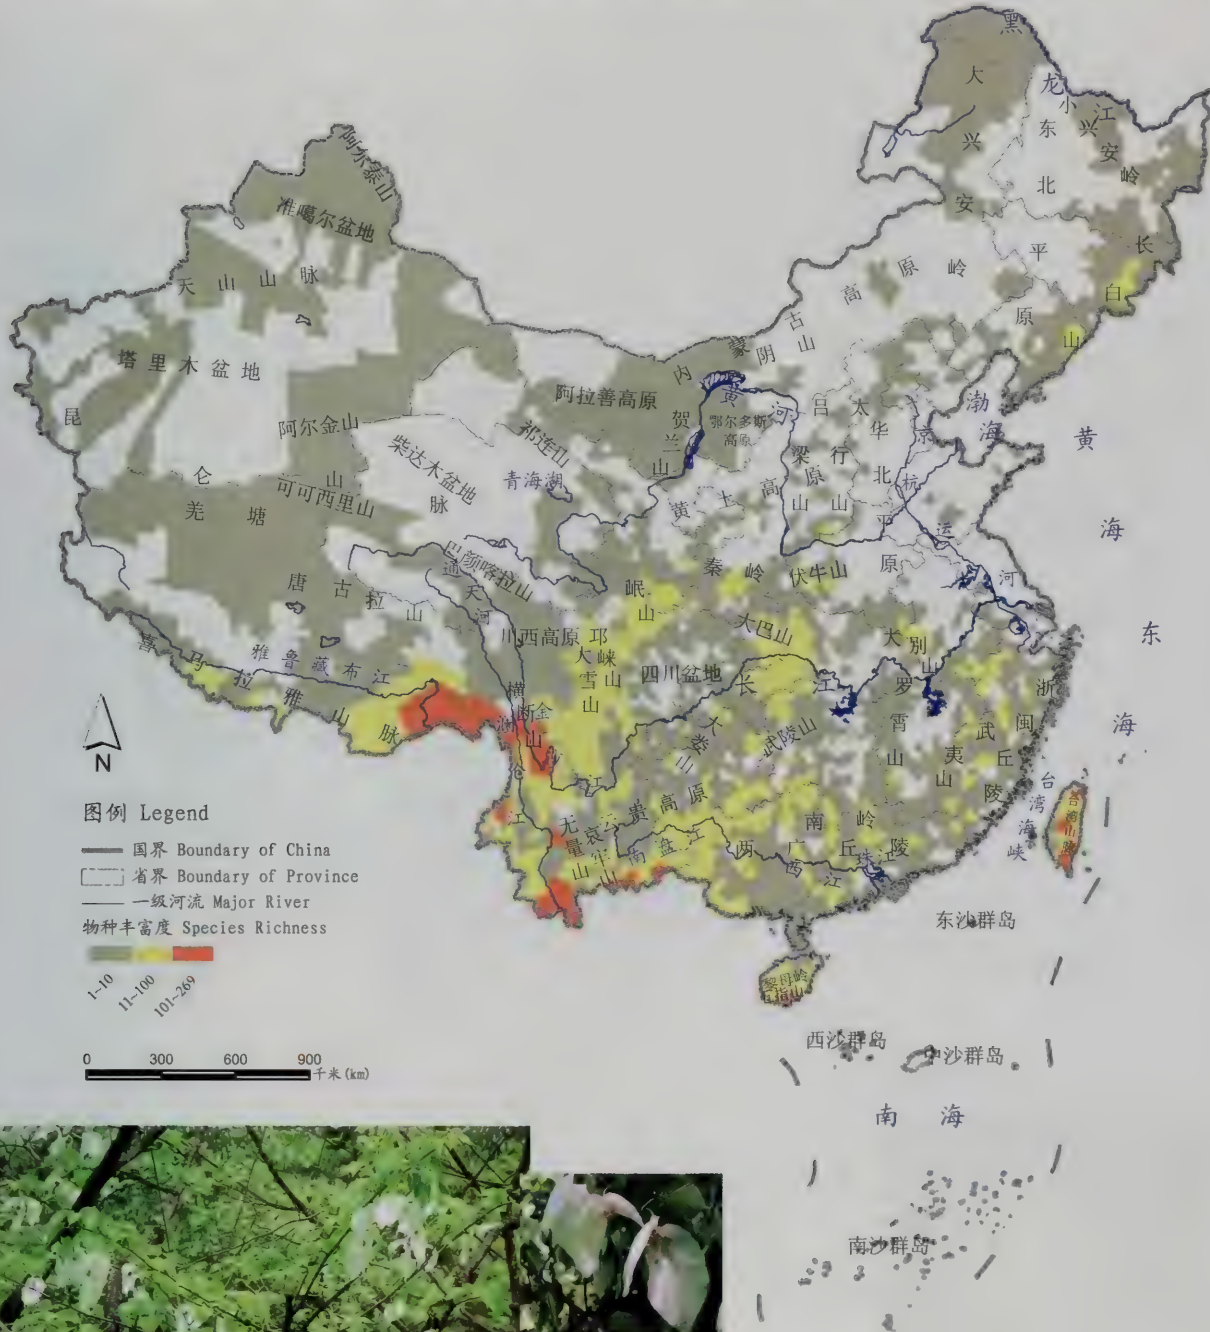 黑龙江
大兴安岭
小兴安岭
东北平原
长白山
阿尔泰山
准噶尔盆地
天山山脉
塔里木盆地
昆仑山脉
阿尔金山
羌塘
可可西里山
柴达木盆地
祁连山
青海湖
阿拉善高原
内蒙古高原
阴山
贺兰山
黄河
鄂尔多斯
高原
吕梁山
太行山
华北平原
京杭运河
渤海
黄海
黄土高原
秦岭
伏牛山
巴颜喀拉山
通天河
唐古拉山
岷山
川西高原
邛崃山
大雪山
大巴山
四川盆地
长江
大别山
喜马拉雅山脉
雅鲁藏布江
横断山
金
澜沧江
江
大娄山
武陵山
罗霄山
武夷山
浙闽丘陵
东海
无量山
哀牢山
云贵高原
南盘江
南岭
两广丘陵
西江
珠江
台湾海峡
台湾山脉
东沙群岛
黎母岭
五指山
西沙群岛
中沙群岛
南海
南沙群岛
N
图例 Legend
国界 Boundary of China
省界 Boundary of Province
一级河流 Major River
物种丰富度 Species Richness
1-10
11-100
101-269
0 300 600 900
千米(km)